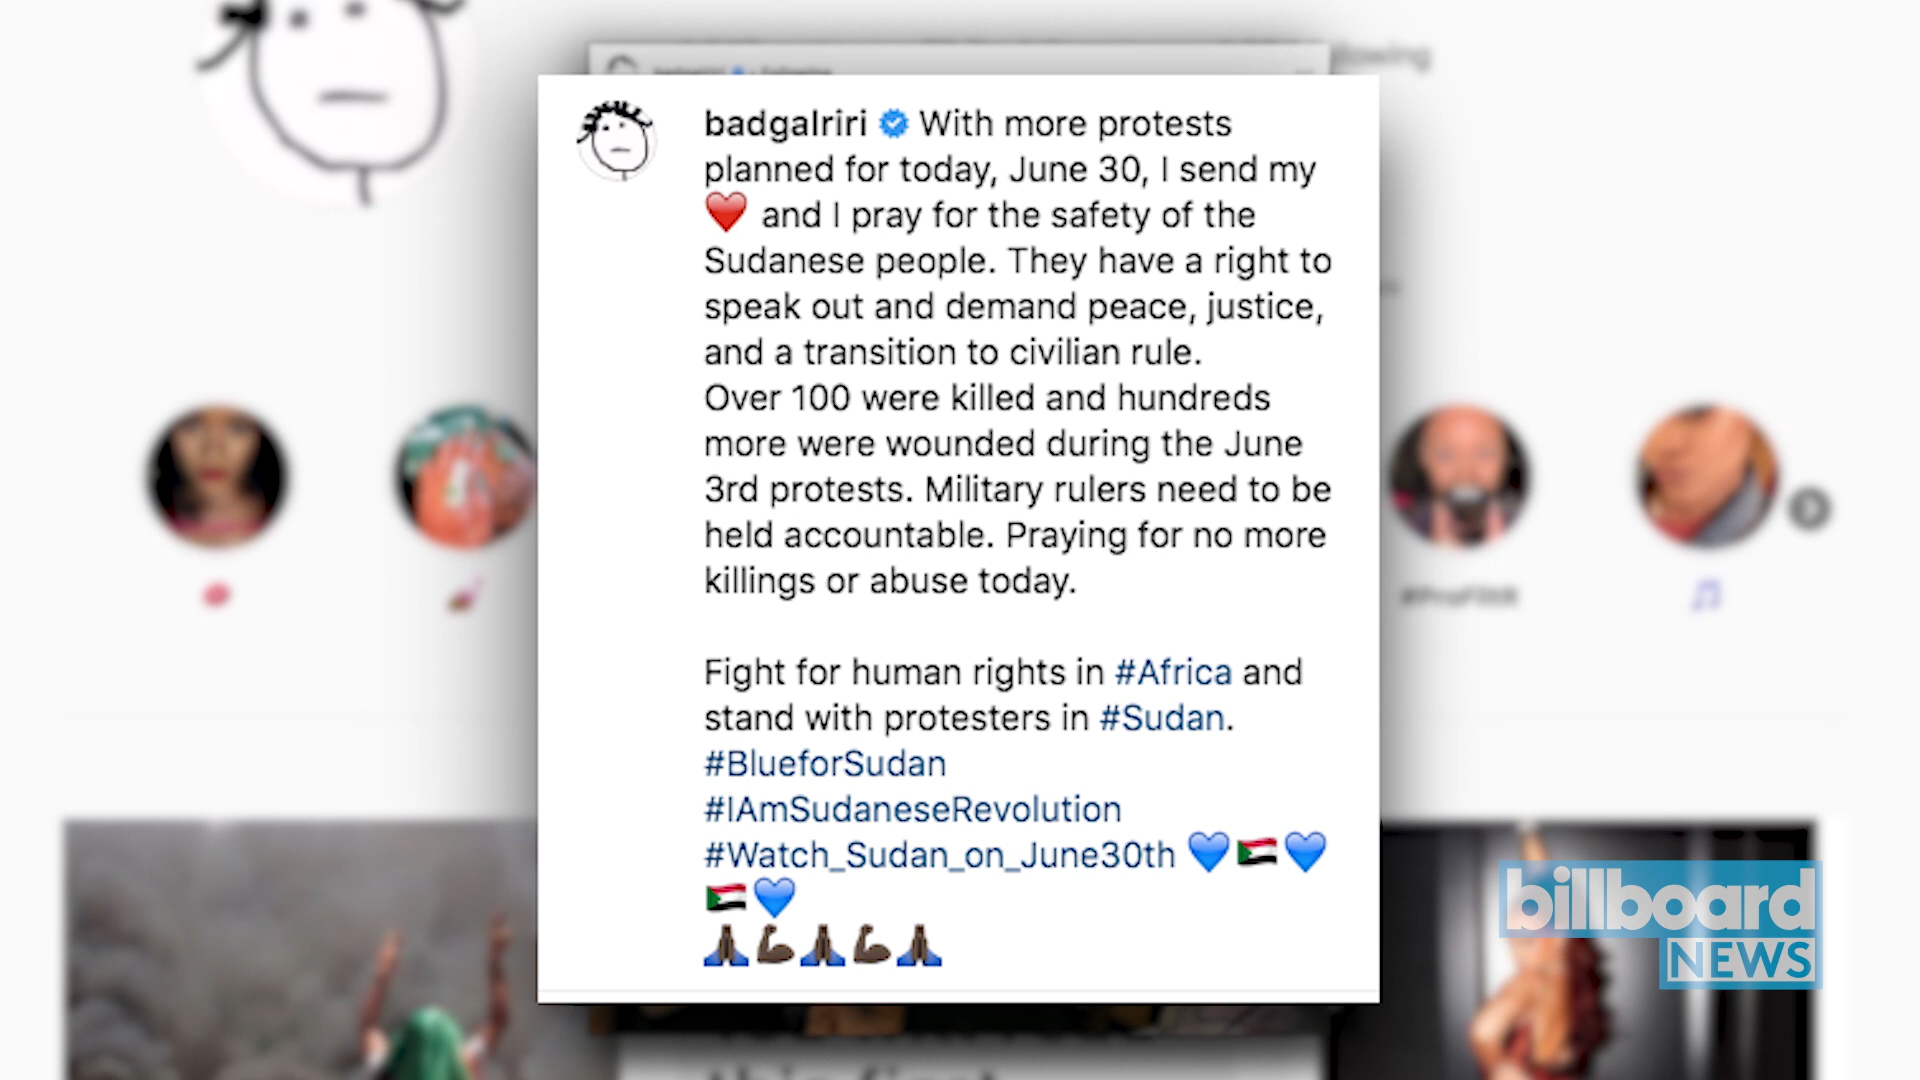 badgalriri With more protests
planned for today, June 30, I send my
❤️ and I pray for the safety of the
Sudanese people. They have a right to
speak out and demand peace, justice,
and a transition to civilian rule.
Over 100 were killed and hundreds
more were wounded during the June
3rd protests. Military rulers need to be
held accountable. Praying for no more
killings or abuse today.
Fight for human rights in #Africa and
stand with protesters in #Sudan.
#BlueforSudan
#IAmSudaneseRevolution
#Watch_Sudan_on_June30th 💙🇸🇩💙
🇸🇩💙
🙏🏿💪🏿🙏🏿💪🏿🙏🏿
billboard
NEWS